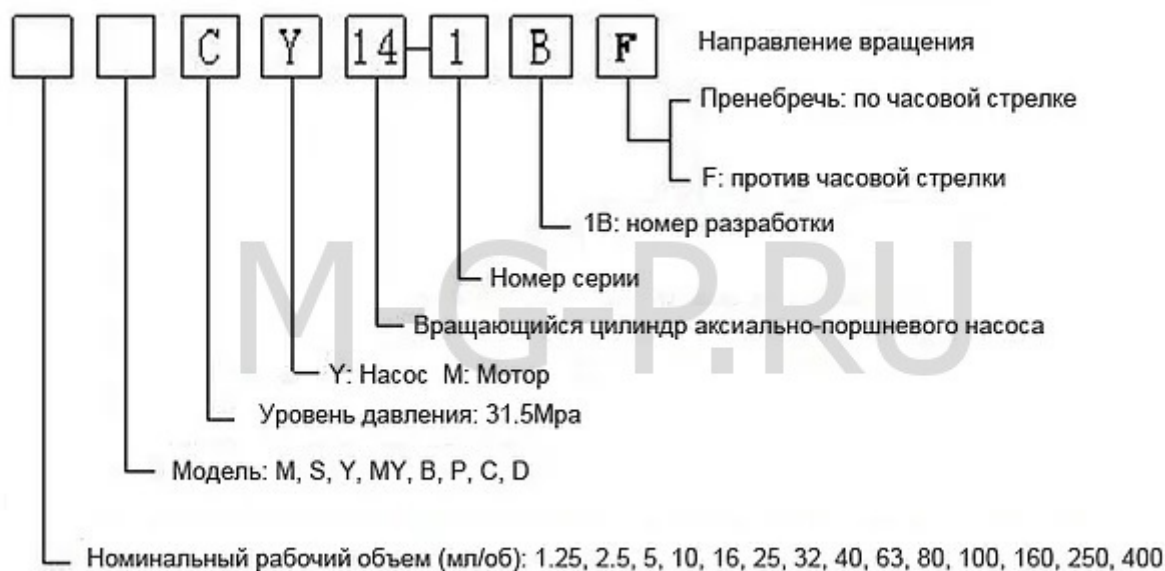 C Y 14-1 B F Направление вращения
Пренебречь: по часовой стрелке
F: против часовой стрелки
1B: номер разработки
Номер серии
Вращающийся цилиндр аксиально-поршневого насоса
Y: Насос M: Мотор
Уровень давления: 31.5Mpa
Модель: M, S, Y, MY, B, P, C, D
Номинальный рабочий объем (мл/об): 1.25, 2.5, 5, 10, 16, 25, 32, 40, 63, 80, 100, 160, 250, 400
M-G-P.RU